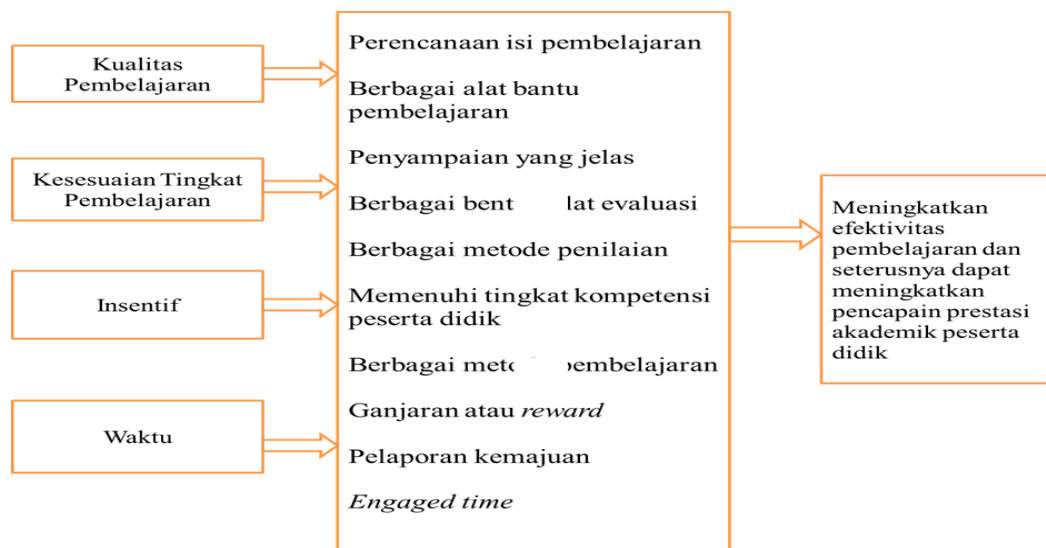 Kualitas
Pembelajaran
Kesesuaian Tingkat
Pembelajaran
Insentif
Waktu
Perencanaan isi pembelajaran
Berbagai alat bantu
pembelajaran
Penyampaian yang jelas
Berbagai evaluasi
Berbagai metode penilaian
Memenuhi tingkat kompetensi
peserta didik
Berbagai
Ganjaran atau reward
Pelaporan kemajuan
Engaged time
Meningkatkan
efektivitas
pembelajaran dan
seterusnya dapat
meningkatkan
pencapain prestasi
akademik peserta
didik